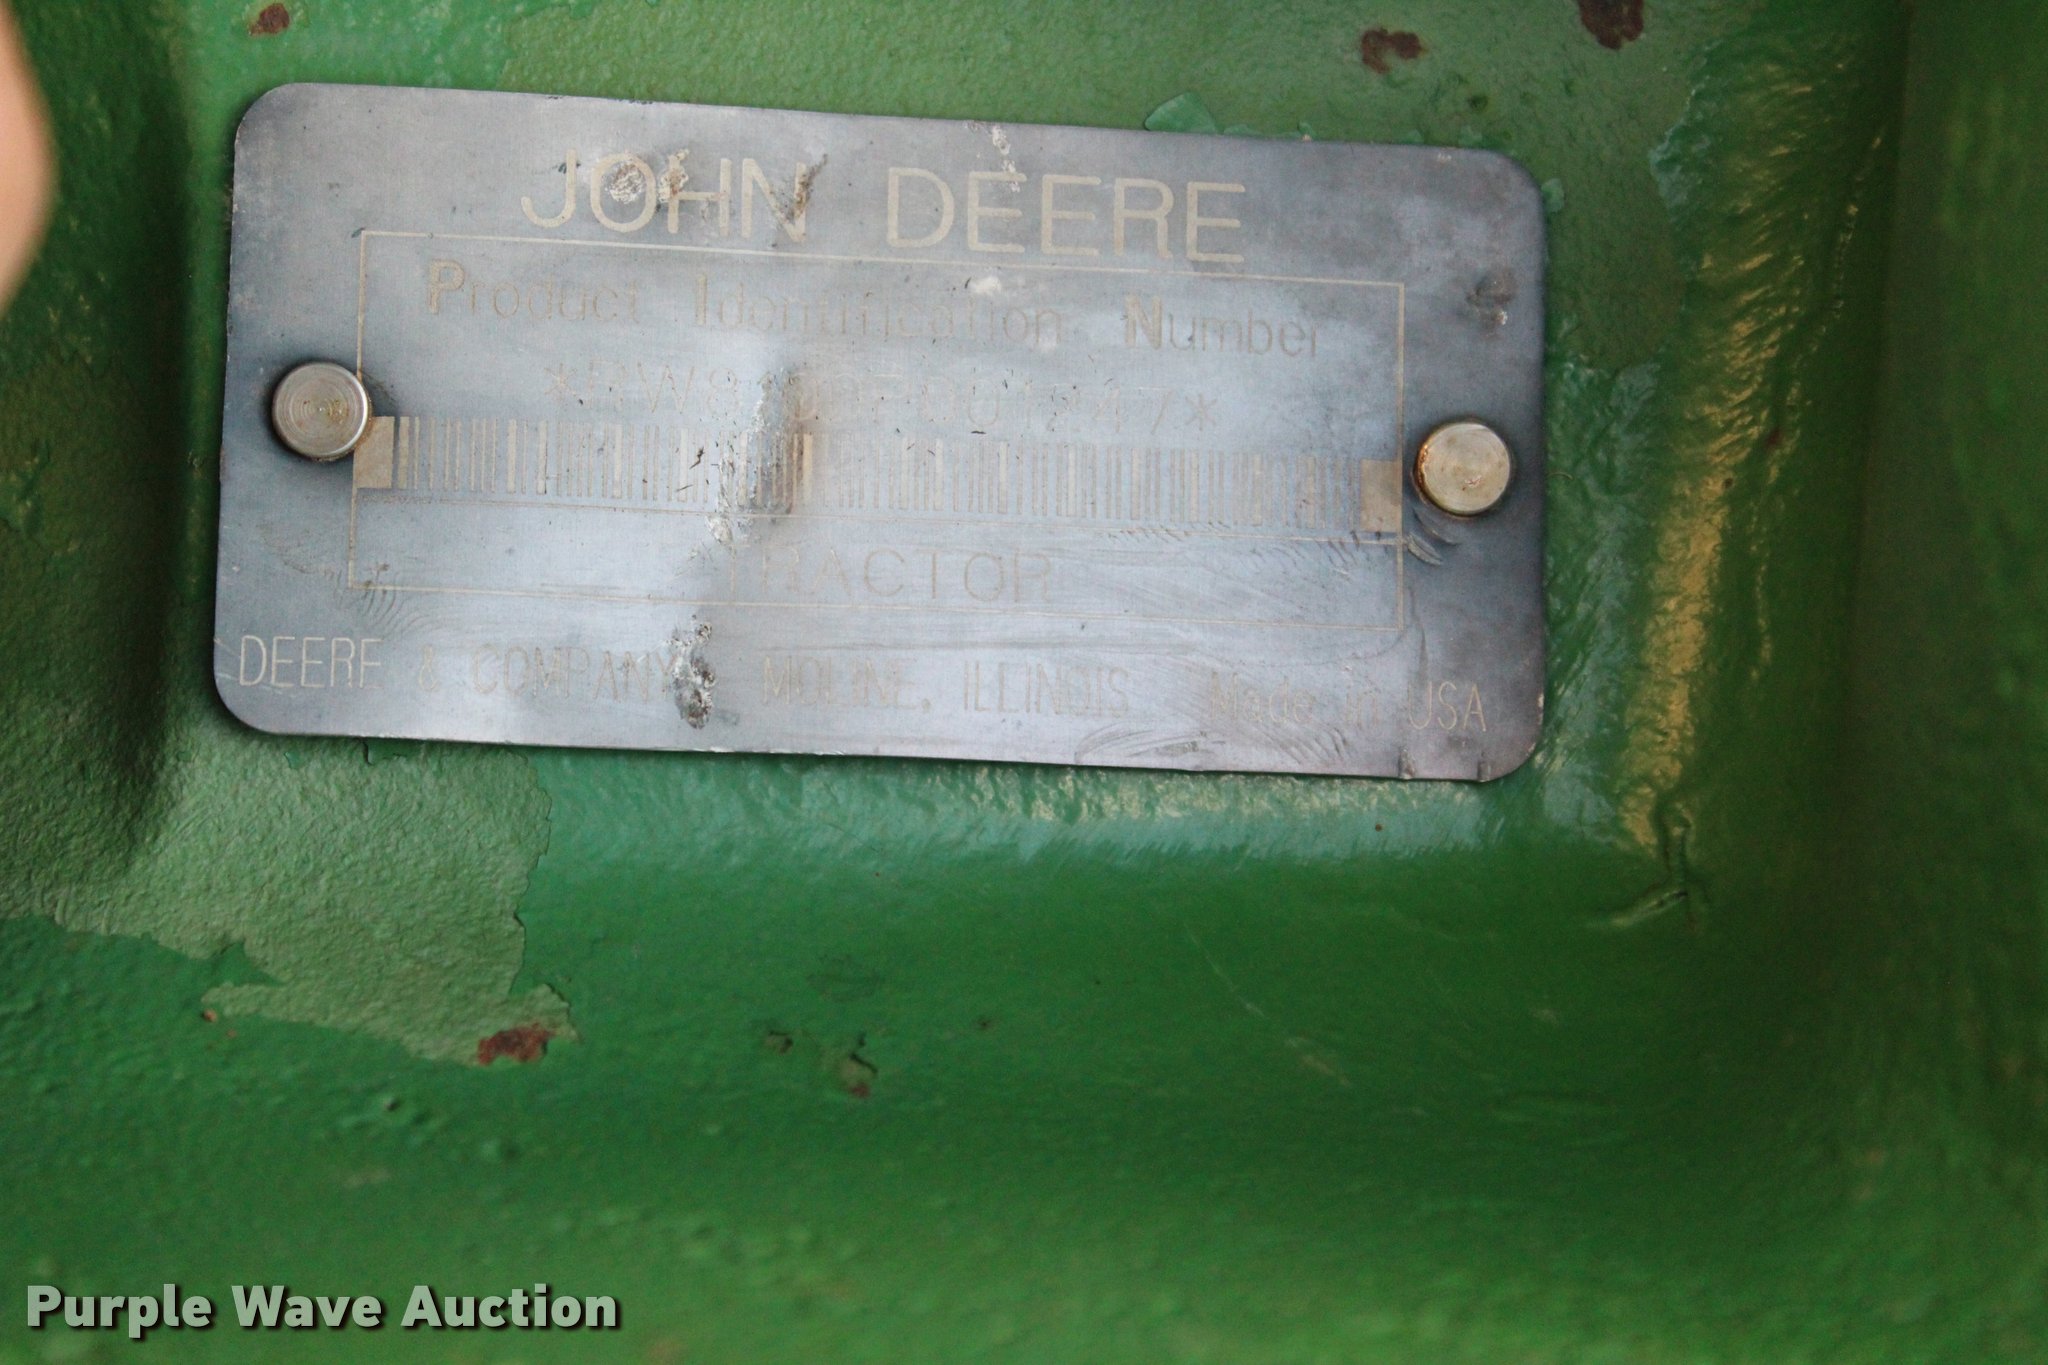 JOHN DEERE
Product Identification Number
TRACTOR
DEERE & COMPANY MOLINE, ILLINOIS Made in USA
Purple Wave Auction